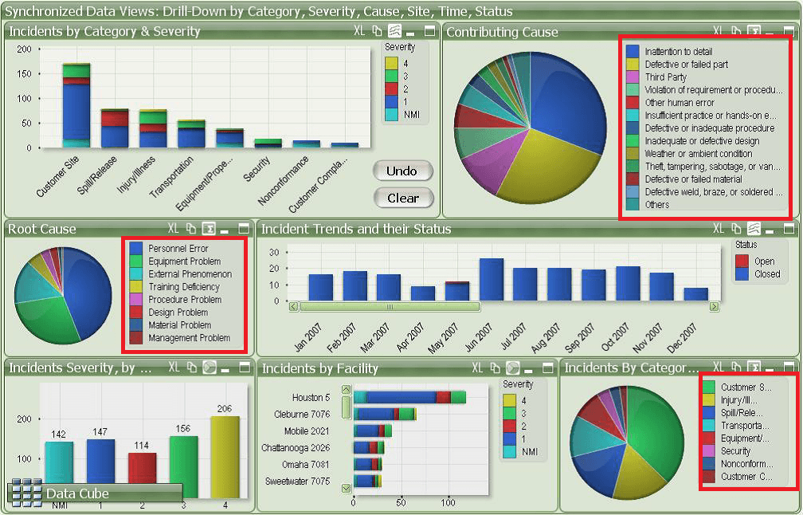 Synchronized Data Views: Drill-Down by Category, Severity, Cause, Site, Time, Status
Incidents by Category & Severity
XL
200
150
100
50
0
Customer Site
Spill/Release
Injury/Illness
Transportation
Equipment/Prope...
Security
Nonconformance
Customer Compla...
Severity
4
3
2
1
NMI
Undo
Clear
Contributing Cause
XL
Inattention to detail
Defective or failed part
Third Party
Violation of requirement or procedu...
Other human error
Insufficient practice or hands-on e...
Defective or inadequate procedure
Inadequate or defective design
Weather or ambient condition
Theft, tampering, sabotage, or van...
Defective or failed material
Defective weld, braze, or soldered ...
Others
Root Cause
XL
Personnel Error
Equipment Problem
External Phenomenon
Training Deficiency
Procedure Problem
Design Problem
Material Problem
Management Problem
Incident Trends and their Status
XL
30
20
10
0
Jan 2007
Feb 2007
Mar 2007
Apr 2007
May 2007
Jun 2007
Jul 2007
Aug 2007
Sep 2007
Oct 2007
Nov 2007
Dec 2007
Status
Open
Closed
Incidents Severity, by ...
XL
200
100
142
147
114
156
206
NMI
1
2
3
4
Data Cube
Incidents by Facility
XL
Houston 5
Cleburne 7076
Mobile 2021
Chattanooga 2026
Omaha 7081
Sweetwater 7075
0
50
100
Severity
4
3
2
1
NMI
Incidents By Categor...
XL
Customer S...
Injury/Ill...
Spill/Rele...
Transporta...
Equipment/...
Security
Nonconform...
Customer C...